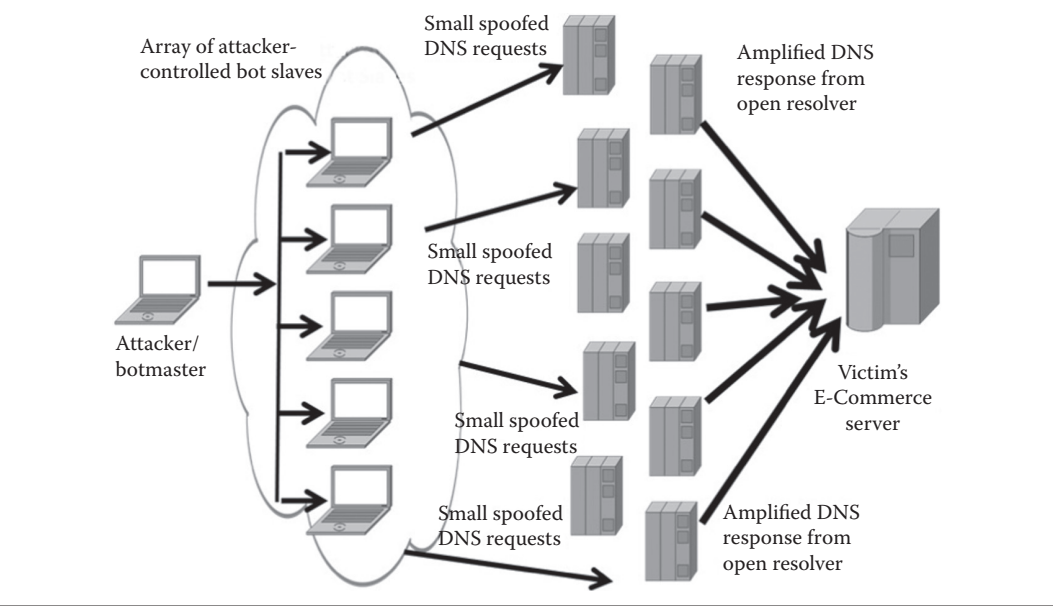 Array of attacker-
controlled bot slaves
Small spoofed
DNS requests
Amplified DNS
response from
open resolver
Small spoofed
DNS requests
Attacker/
botmaster
Victim’s
E-Commerce
server
Small spoofed
DNS requests
Small spoofed
DNS requests
Amplified DNS
response from
open resolver